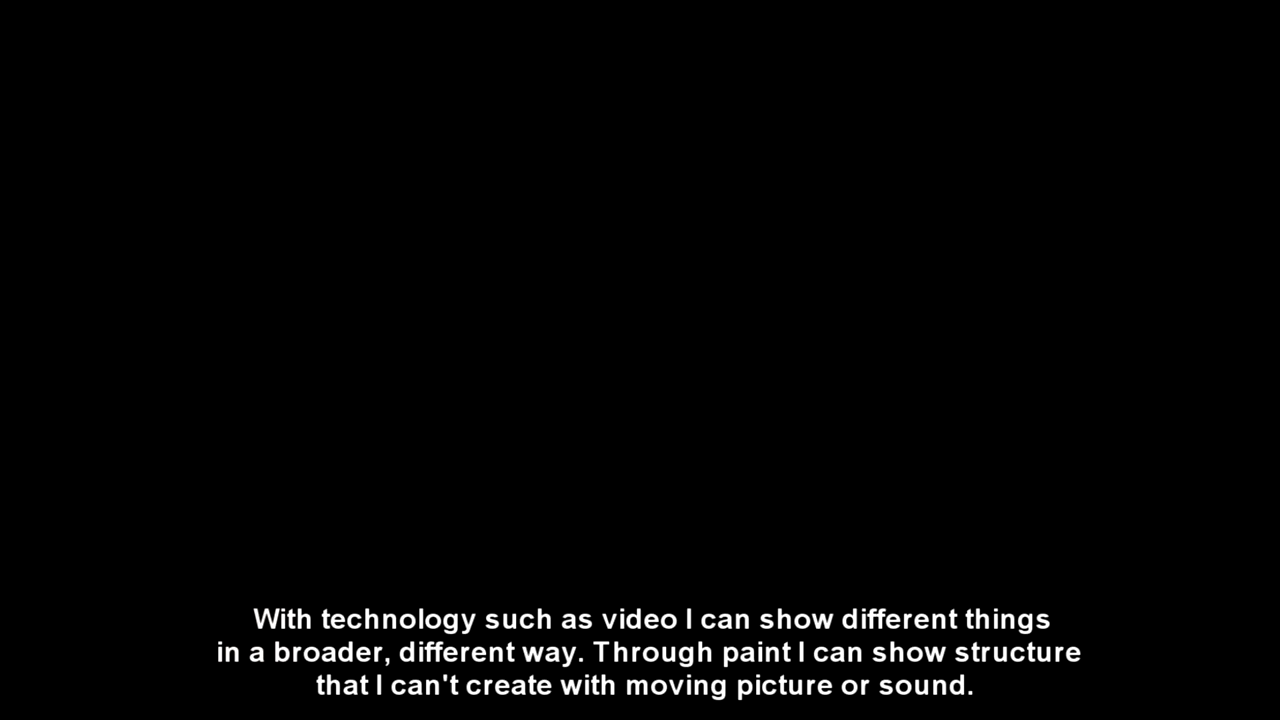 With technology such as video I can show different things
in a broader, different way. Through paint I can show structure
that I can't create with moving picture or sound.